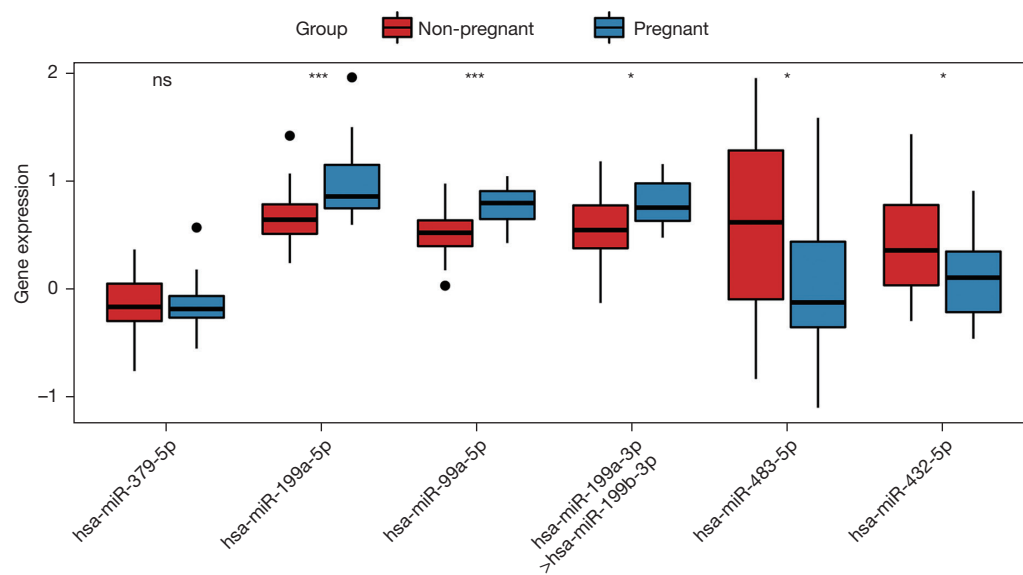 Group Non-pregnant Pregnant
2
1
0
−1
Gene expression
ns *** *** * * *
hsa-miR-379-5p
hsa-miR-199a-5p
hsa-miR-99a-5p
hsa-miR-199a-3p
>hsa-miR-199b-3p
hsa-miR-483-5p
hsa-miR-432-5p